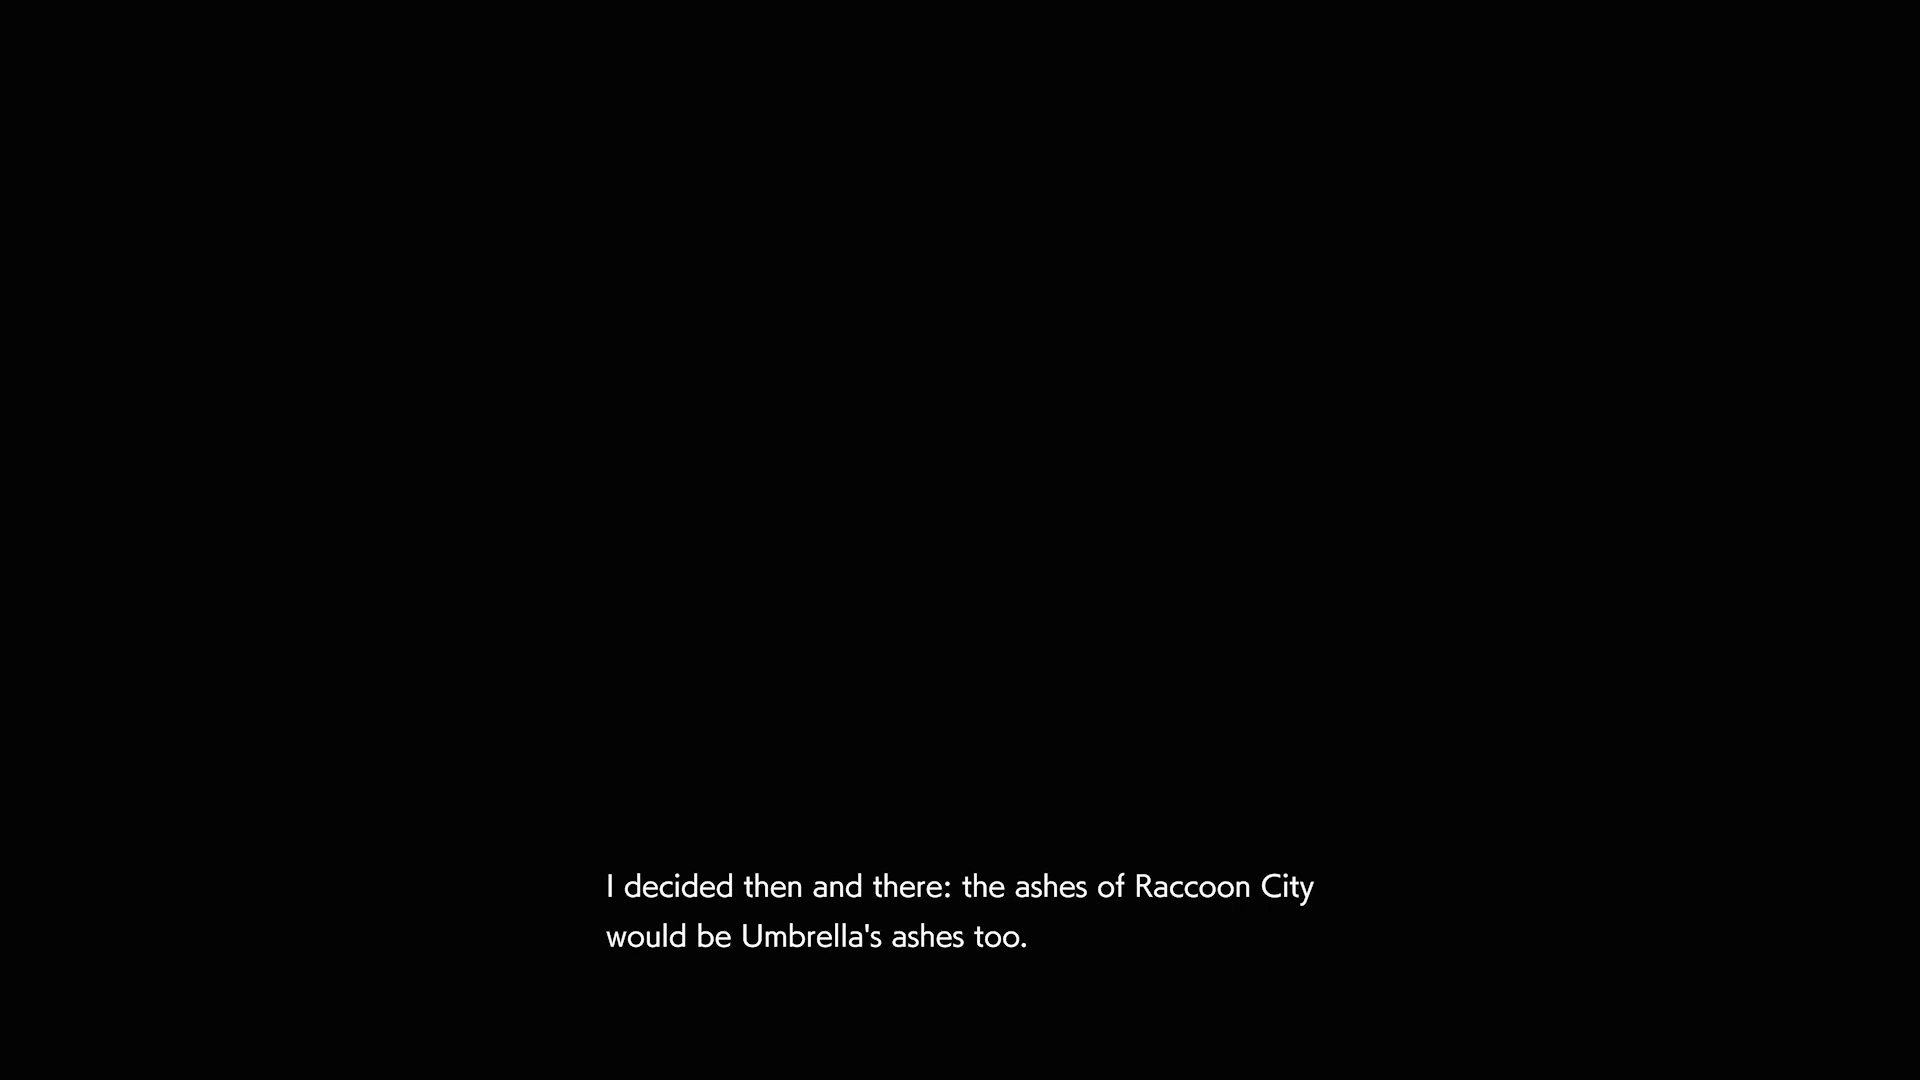 I decided then and there: the ashes of Raccoon City
would be Umbrella's ashes too.